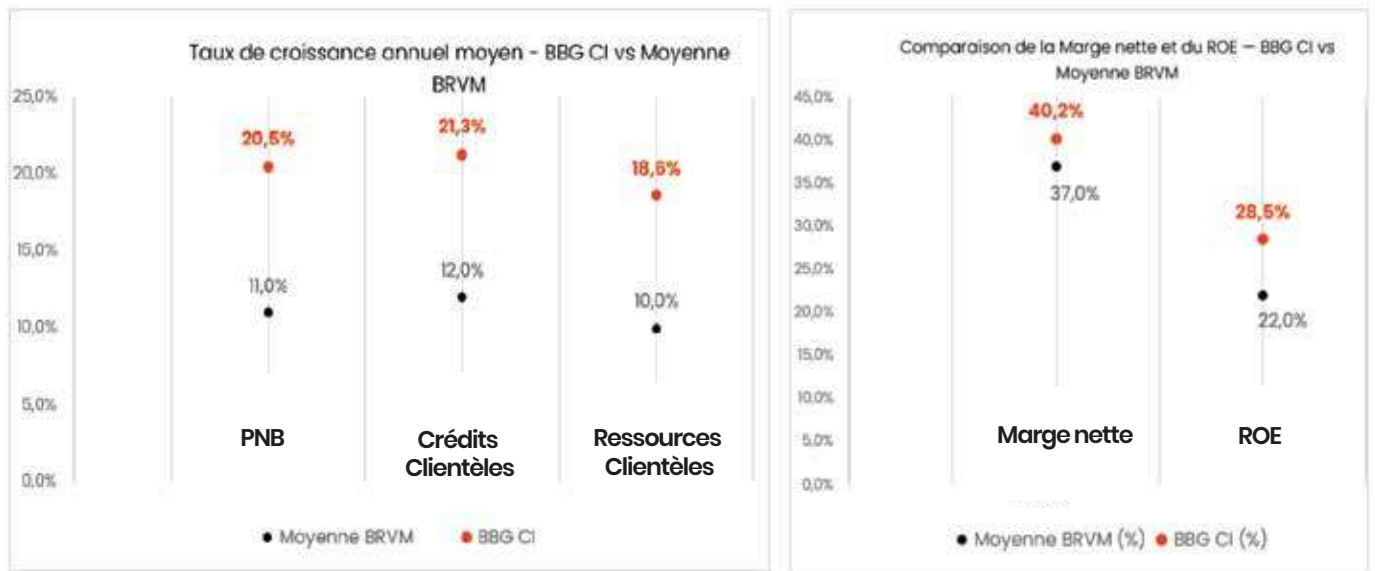 Taux de croissance annuel moyen - BBG CI vs Moyenne
BRVM
25,0%
20,0%
15,0%
10,0%
5,0%
0,0%
20,5%
21,3%
18,6%
11,0%
12,0%
10,0%
PNB
Crédits
Clientèles
Ressources
Clientèles
Moyenne BRVM
BBG CI
Comparaison de la Marge nette et du ROE – BBG CI vs
Moyenne BRVM
45,0%
40,0%
35,0%
30,0%
25,0%
20,0%
15,0%
10,0%
5,0%
0,0%
40,2%
37,0%
28,5%
22,0%
Marge nette
ROE
Moyenne BRVM (%)
BBG CI (%)